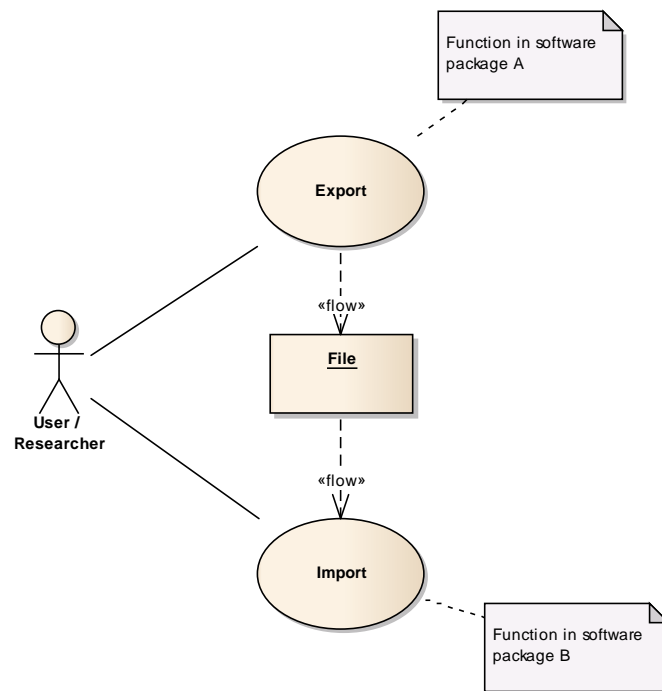 Function in software
package A
Export
«flow»
File
User /
Researcher
«flow»
Import
Function in software
package B